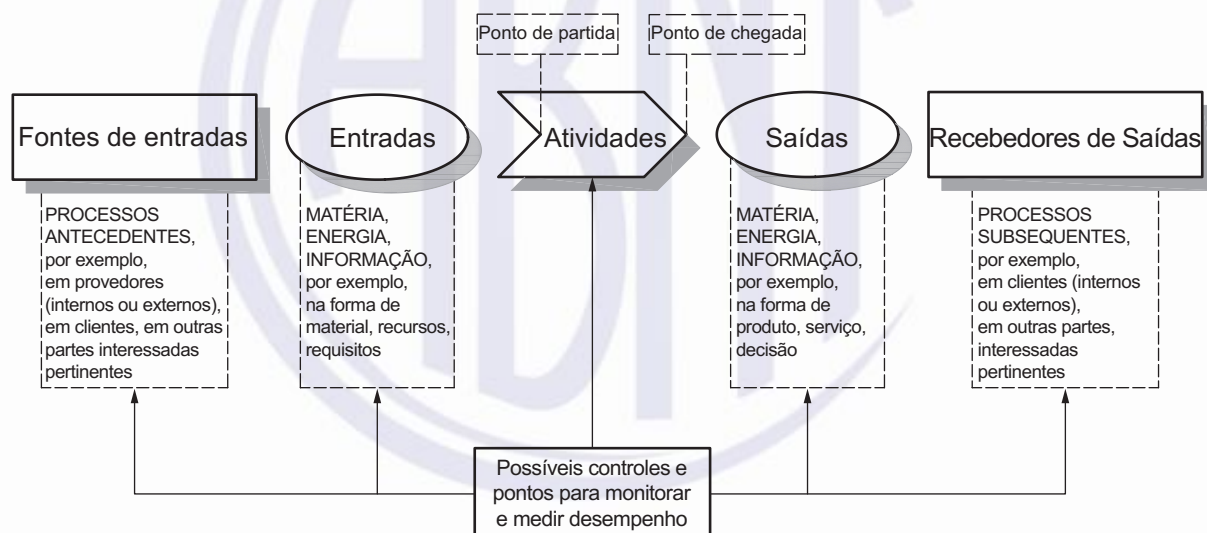 Ponto de partida
Ponto de chegada
Fontes de entradas
Entradas
Atividades
Saídas
Recebedores de Saídas
PROCESSOS
ANTECEDENTES,
por exemplo,
em provedores
(internos ou externos),
em clientes, em outras
partes interessadas
pertinentes
MATÉRIA,
ENERGIA,
INFORMAÇÃO,
por exemplo,
na forma de
material, recursos,
requisitos
MATÉRIA,
ENERGIA,
INFORMAÇÃO,
por exemplo,
na forma de
produto, serviço,
decisão
PROCESSOS
SUBSEQUENTES,
por exemplo,
em clientes (internos
ou externos),
em outras partes,
interessadas
pertinentes
Possíveis controles e
pontos para monitorar
e medir desempenho
ABNT